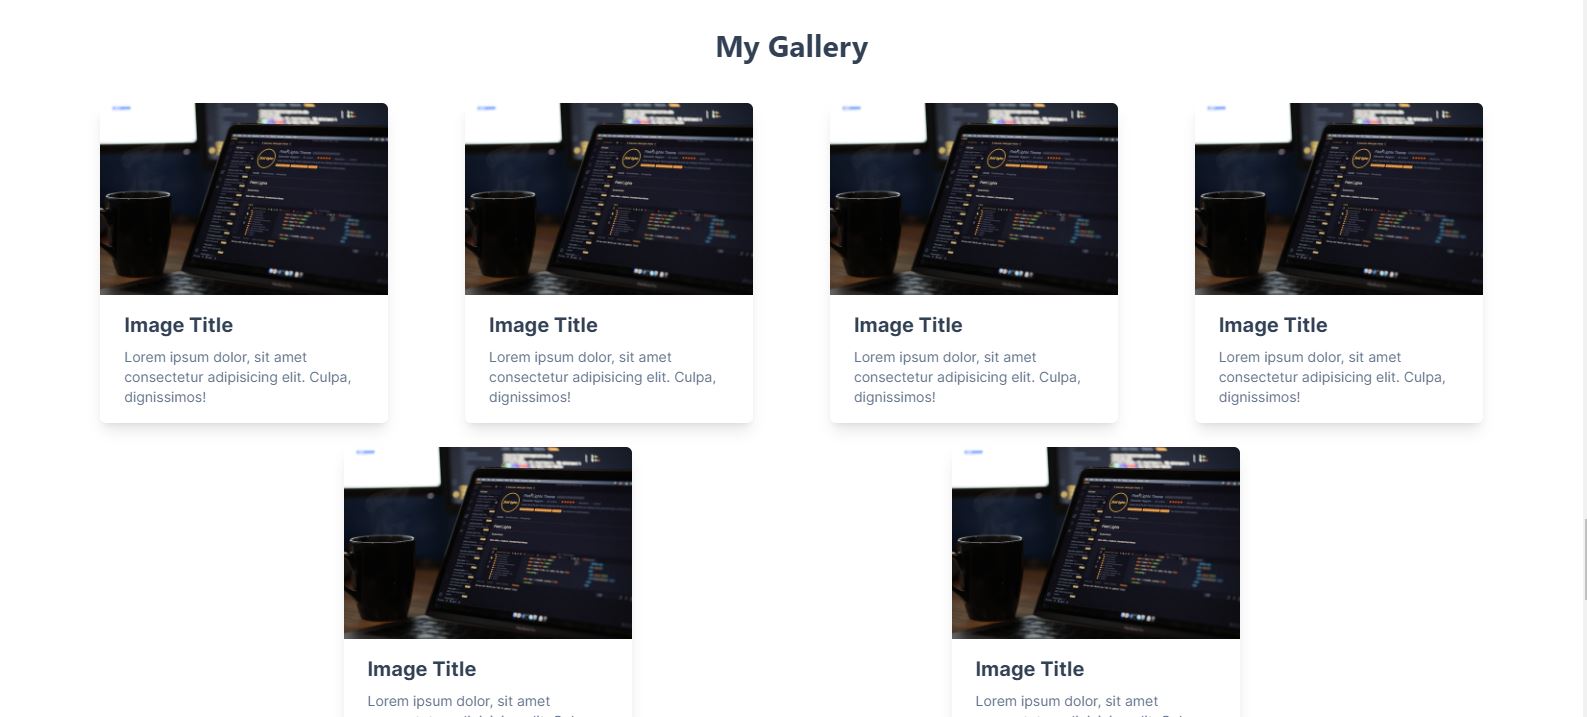 My Gallery
Image Title
Lorem ipsum dolor, sit amet
consectetur adipisicing elit. Culpa,
dignissimos!
Image Title
Lorem ipsum dolor, sit amet
consectetur adipisicing elit. Culpa,
dignissimos!
Image Title
Lorem ipsum dolor, sit amet
consectetur adipisicing elit. Culpa,
dignissimos!
Image Title
Lorem ipsum dolor, sit amet
consectetur adipisicing elit. Culpa,
dignissimos!
Image Title
Lorem ipsum dolor, sit amet
Image Title
Lorem ipsum dolor, sit amet